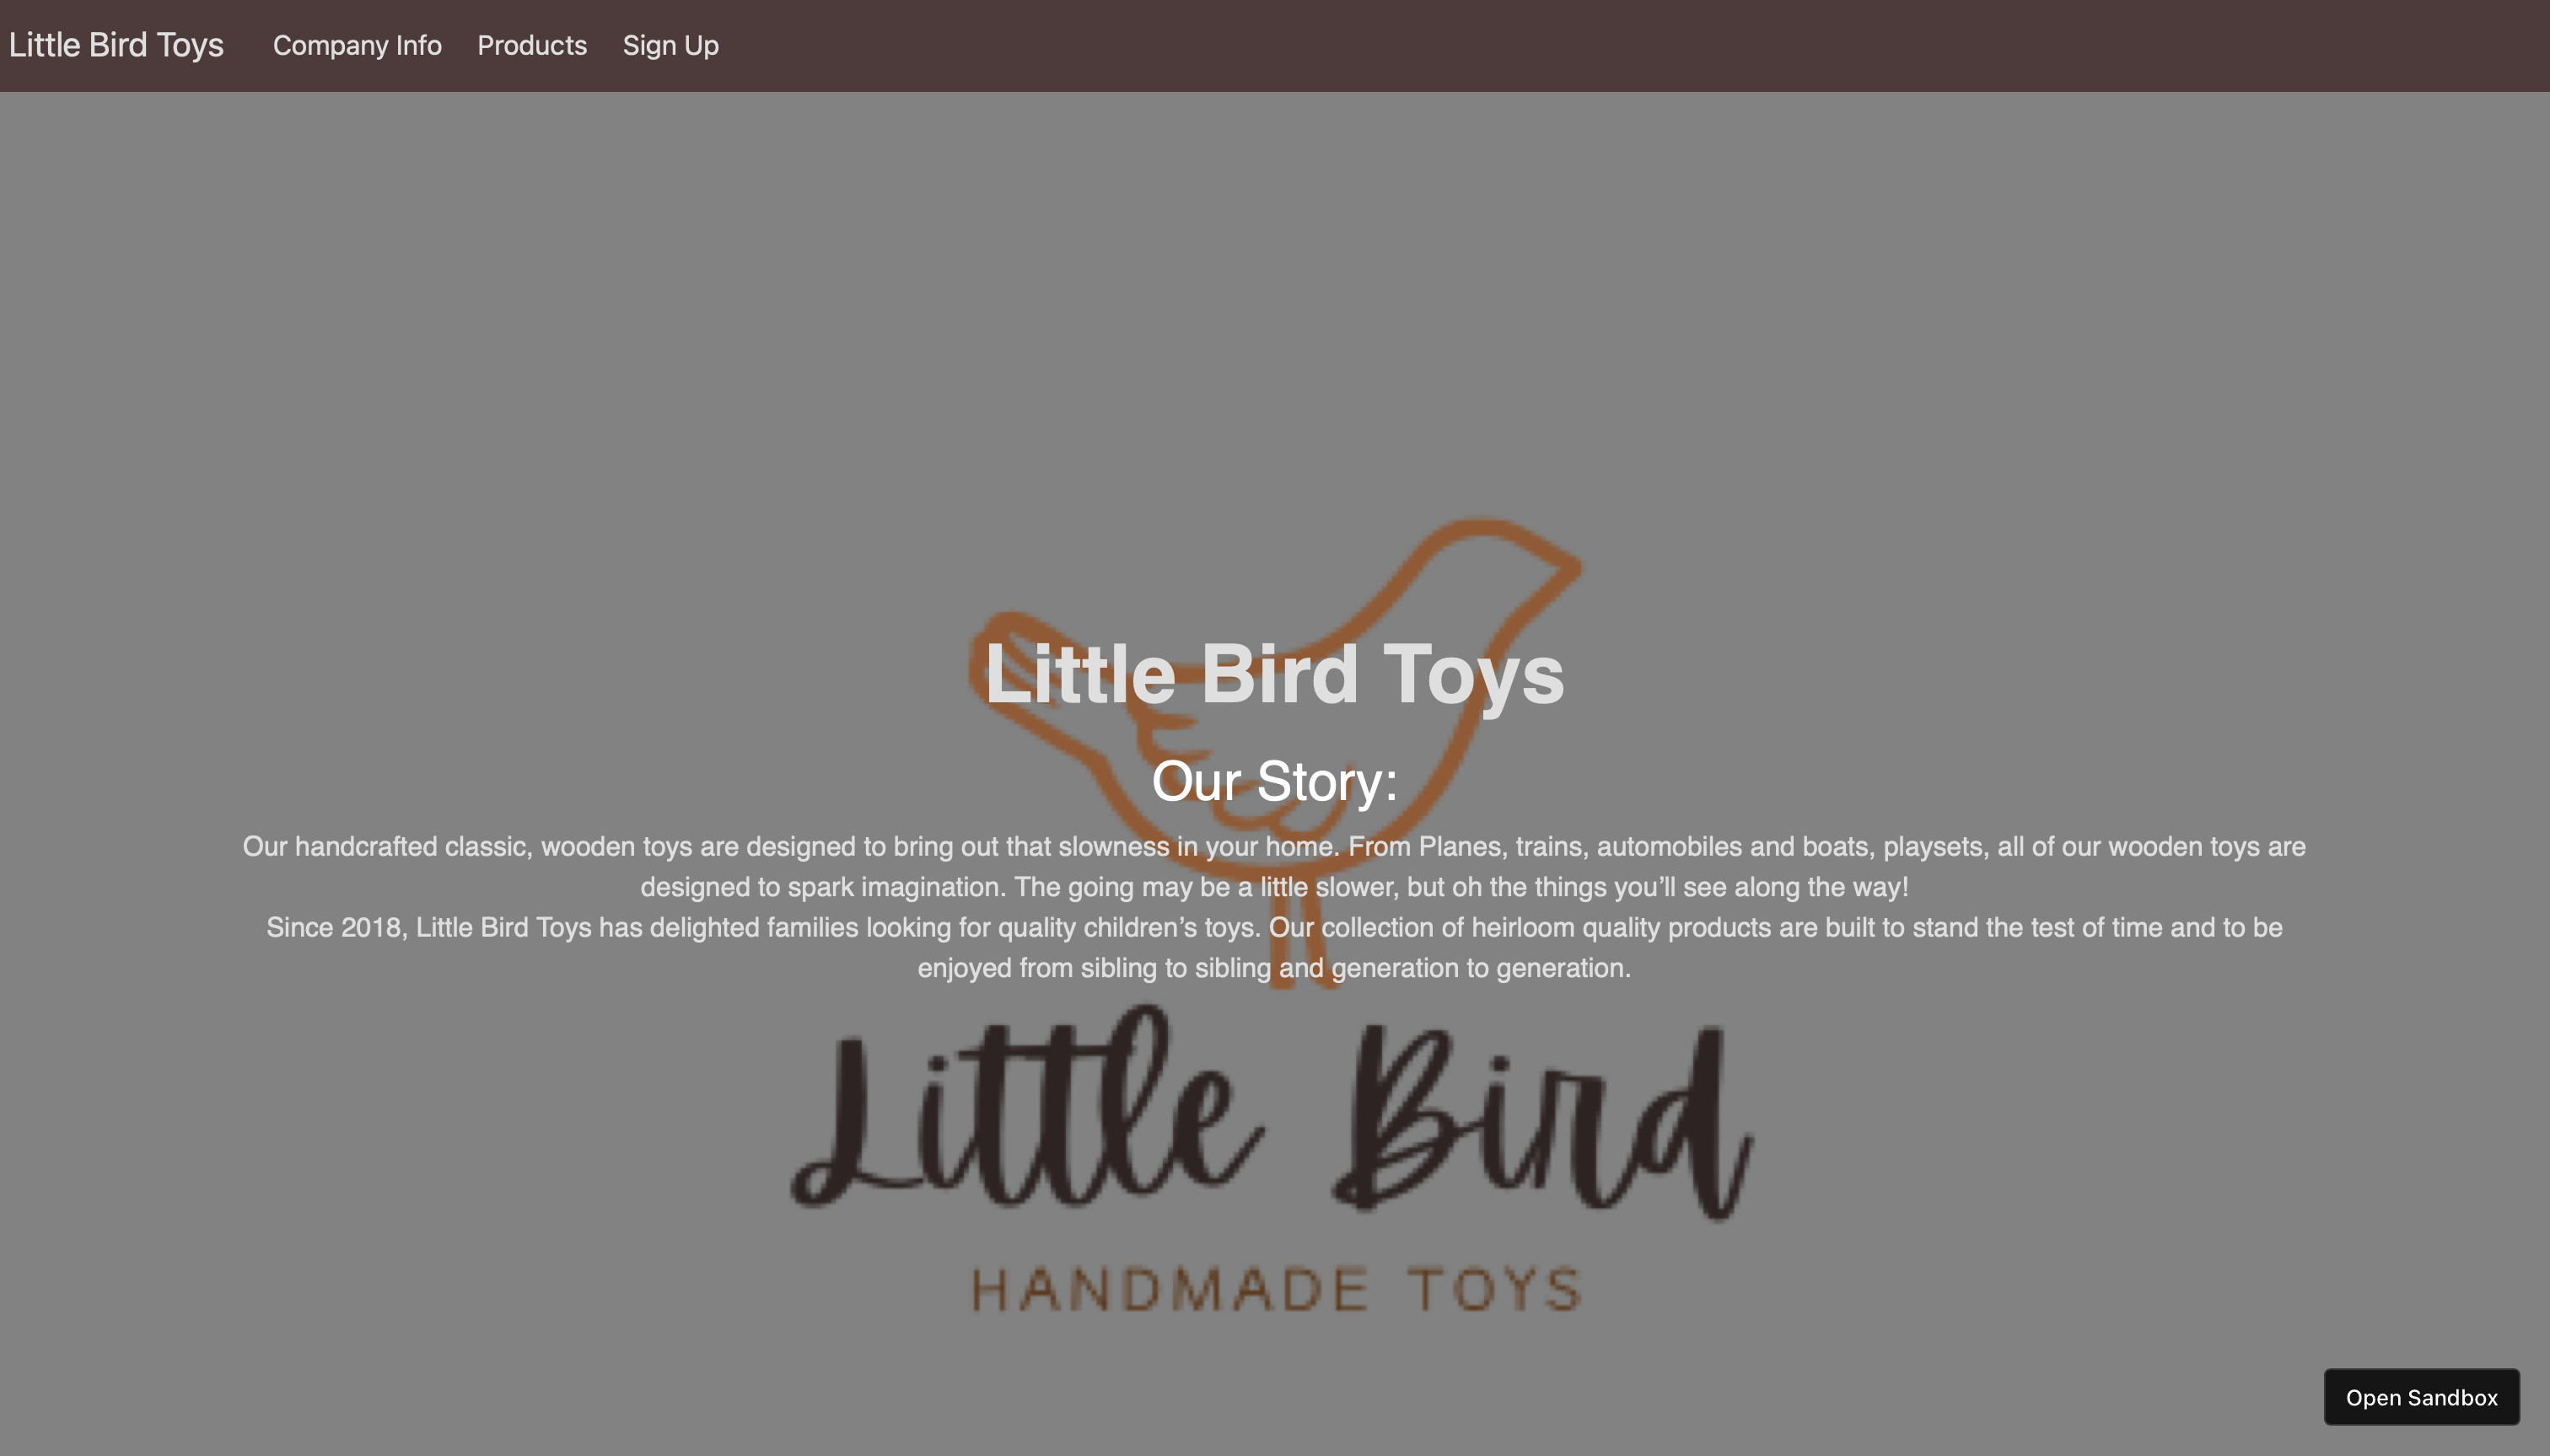 Little Bird Toys Company Info Products Sign Up
Little Bird Toys
Our Story:
Our handcrafted classic, wooden toys are designed to bring out that slowness in your home. From Planes, trains, automobiles and boats, playsets, all of our wooden toys are
designed to spark imagination. The going may be a little slower, but oh the things you’ll see along the way!
Since 2018, Little Bird Toys has delighted families looking for quality children’s toys. Our collection of heirloom quality products are built to stand the test of time and to be
enjoyed from sibling to sibling and generation to generation.
Little Bird
HANDMADE TOYS
Open Sandbox